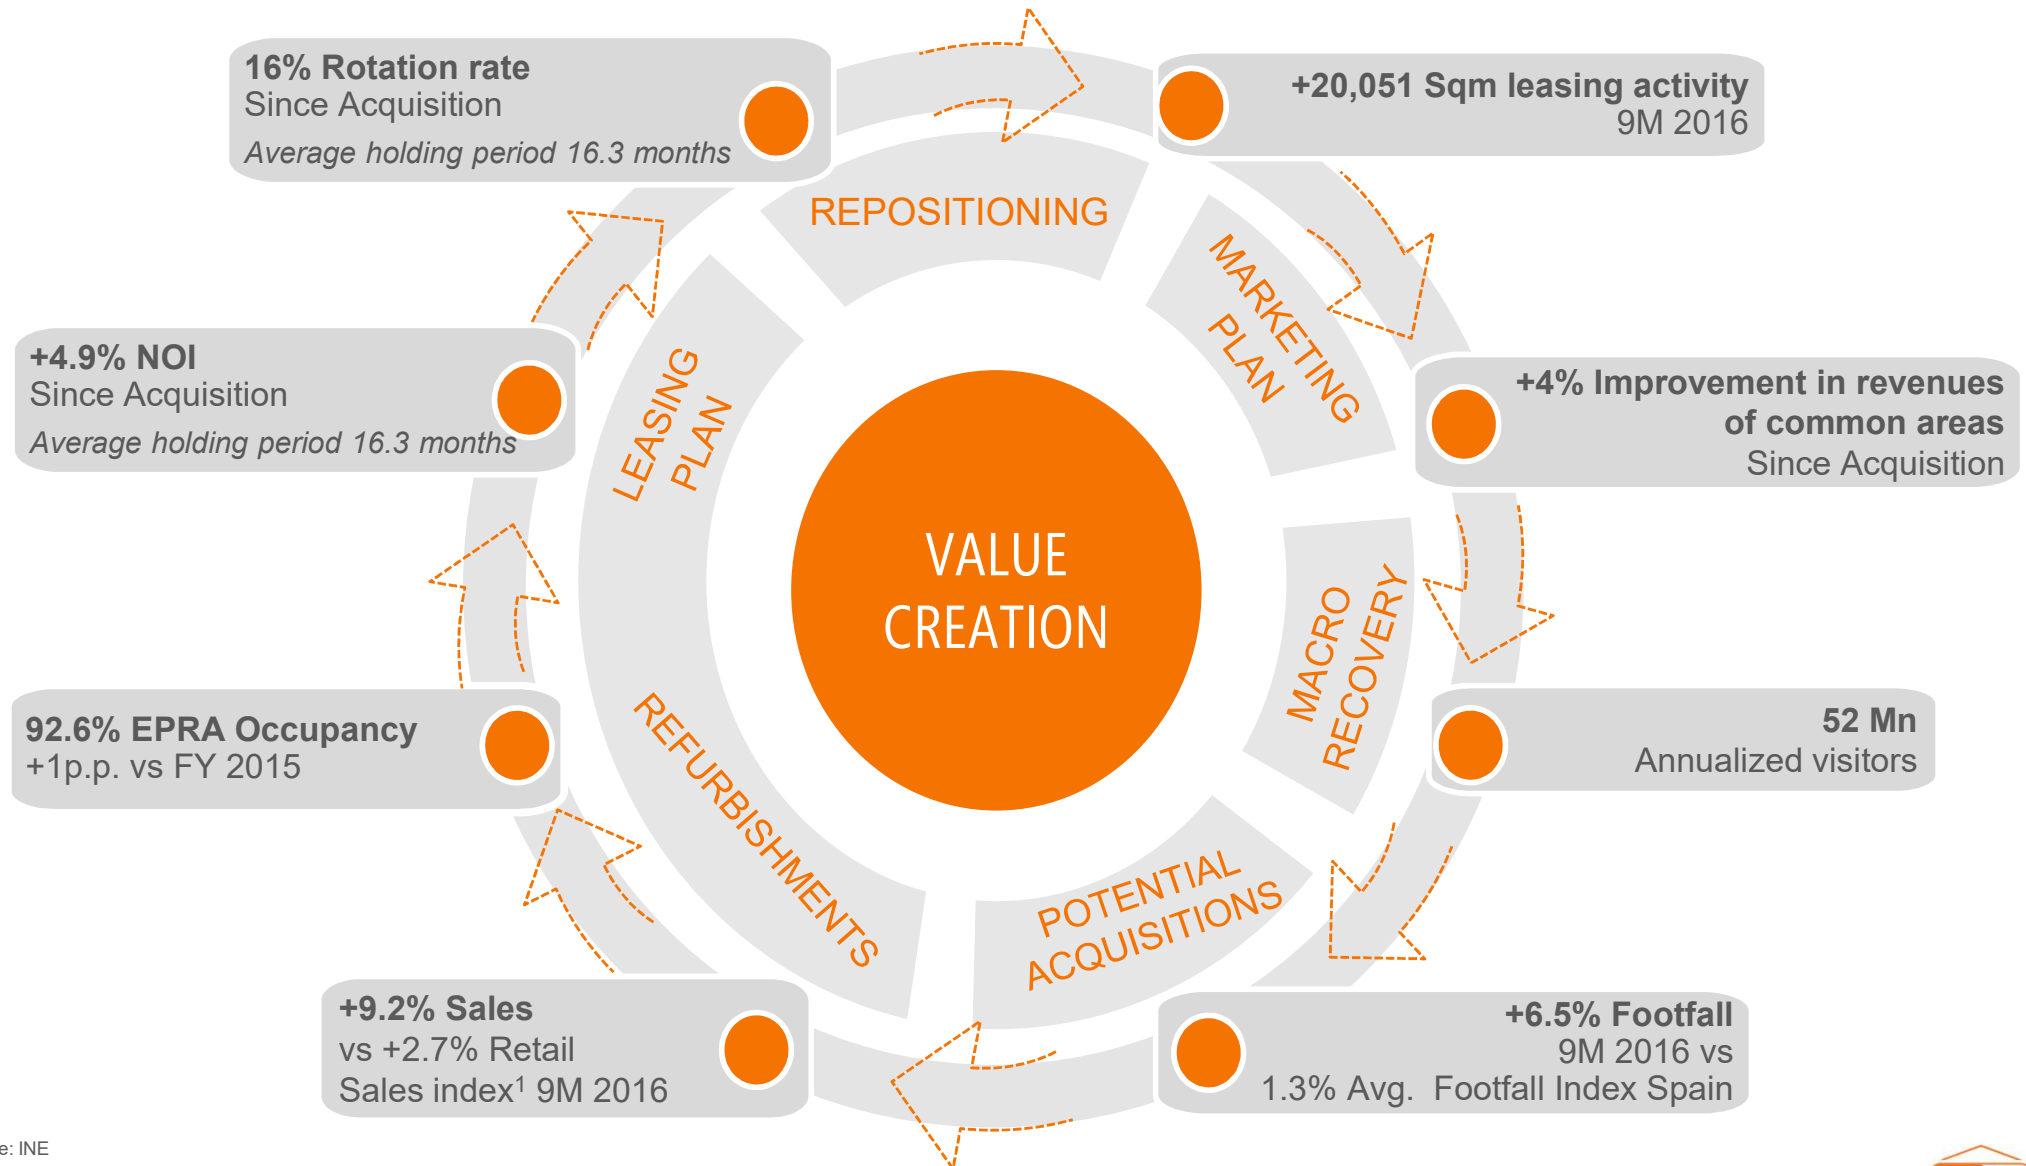 16% Rotation rate
Since Acquisition
Average holding period 16.3 months
+20,051 Sqm leasing activity
9M 2016
REPOSITIONING
MARKETING
PLAN
+4.9% NOI
Since Acquisition
Average holding period 16.3 months
LEASING
PLAN
+4% Improvement in revenues
of common areas
Since Acquisition
VALUE
CREATION
MACRO
RECOVERY
92.6% EPRA Occupancy
+1p.p. vs FY 2015
52 Mn
Annualized visitors
REFURBISHMENTS
POTENTIAL
ACQUISITIONS
+9.2% Sales
vs +2.7% Retail
Sales index¹ 9M 2016
+6.5% Footfall
9M 2016 vs
1.3% Avg. Footfall Index Spain
e: INE